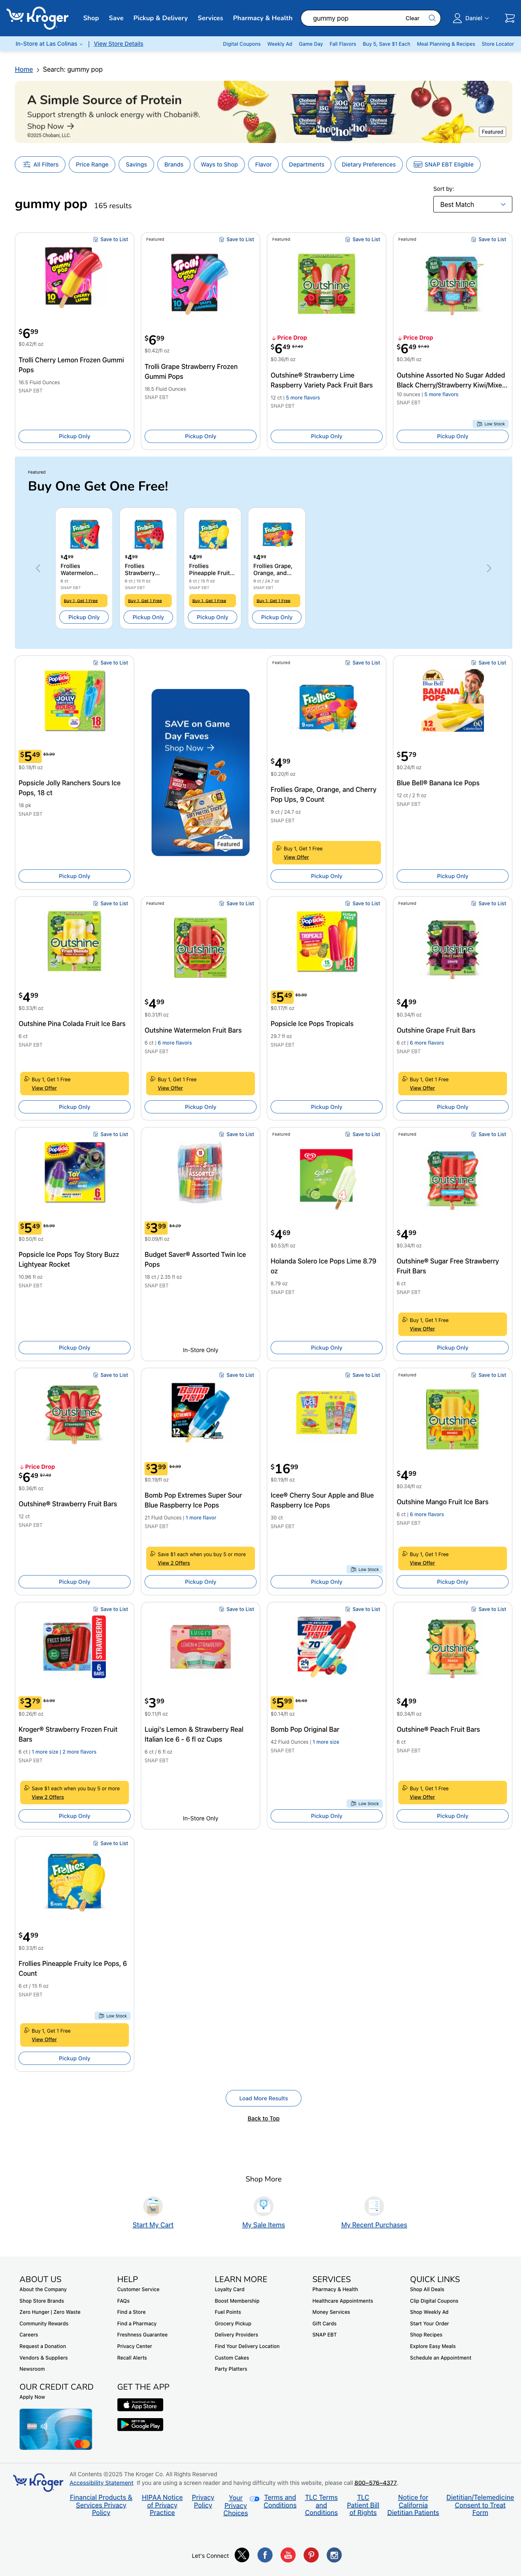 Kroger
Shop Save Pickup & Delivery Services Pharmacy & Health
gummy pop Clear
Daniel
In-Store at Las Colinas | View Store Details
Digital Coupons Weekly Ad Game Day Fall Flavors Buy 5, Save $1 Each Meal Planning & Recipes Store Locator
Home › Search: gummy pop
A Simple Source of Protein
Support strength & unlock energy with Chobani®.
Shop Now →
©2025 Chobani, LLC.
Featured
All Filters Price Range Savings Brands Ways to Shop Flavor Departments Dietary Preferences SNAP EBT Eligible
Sort by:
gummy pop 165 results
Best Match
Save to List
$6.99
$0.42/fl oz
Trolli Cherry Lemon Frozen Gummi
Pops
16.5 Fluid Ounces
SNAP EBT
Pickup Only
Featured Save to List
$6.99
$0.42/fl oz
Trolli Grape Strawberry Frozen
Gummi Pops
16.5 Fluid Ounces
SNAP EBT
Pickup Only
Featured Save to List
Price Drop
$6.49 $7.49
$0.36/fl oz
Outshine® Strawberry Lime
Raspberry Variety Pack Fruit Bars
12 ct | 5 more flavors
SNAP EBT
Pickup Only
Featured Save to List
Price Drop
$6.49 $7.49
$0.36/fl oz
Outshine Assorted No Sugar Added
Black Cherry/Strawberry Kiwi/Mixe...
10 ounces | 5 more flavors
SNAP EBT
Low Stock
Pickup Only
Featured
Buy One Get One Free!
$4.99
Frollies
Watermelon...
6 ct
SNAP EBT
Buy 1, Get 1 Free
Pickup Only
$4.99
Frollies
Strawberry...
6 ct / 15 fl oz
SNAP EBT
Buy 1, Get 1 Free
Pickup Only
$4.99
Frollies
Pineapple Fruit...
6 ct / 15 fl oz
SNAP EBT
Buy 1, Get 1 Free
Pickup Only
$4.99
Frollies Grape,
Orange, and...
9 ct / 24.7 oz
SNAP EBT
Buy 1, Get 1 Free
Pickup Only
Save to List
$5.49 $5.99
$0.18/fl oz
Popsicle Jolly Ranchers Sours Ice
Pops, 18 ct
18 pk
SNAP EBT
Pickup Only
SAVE on Game
Day Faves
Shop Now →
Featured
Featured Save to List
$4.99
$0.20/fl oz
Frollies Grape, Orange, and Cherry
Pop Ups, 9 Count
9 ct / 24.7 oz
SNAP EBT
Buy 1, Get 1 Free
View Offer
Pickup Only
Save to List
Blue Bell
BANANA
POPS
12
PACK
$5.79
$0.24/fl oz
Blue Bell® Banana Ice Pops
12 ct / 2 fl oz
SNAP EBT
Pickup Only
Save to List
Outshine
$4.99
$0.33/fl oz
Outshine Pina Colada Fruit Ice Bars
6 ct
SNAP EBT
Buy 1, Get 1 Free
View Offer
Pickup Only
Featured Save to List
Outshine
$4.99
$0.31/fl oz
Outshine Watermelon Fruit Bars
6 ct | 6 more flavors
SNAP EBT
Buy 1, Get 1 Free
View Offer
Pickup Only
Save to List
$5.49 $5.99
$0.17/fl oz
Popsicle Ice Pops Tropicals
29.7 fl oz
SNAP EBT
Pickup Only
Featured Save to List
Outshine
$4.99
$0.34/fl oz
Outshine Grape Fruit Bars
6 ct | 6 more flavors
SNAP EBT
Buy 1, Get 1 Free
View Offer
Pickup Only
Save to List
$5.49 $5.99
$0.50/fl oz
Popsicle Ice Pops Toy Story Buzz
Lightyear Rocket
10.98 fl oz
SNAP EBT
Pickup Only
Save to List
$3.99 $4.29
$0.09/fl oz
Budget Saver® Assorted Twin Ice
Pops
18 ct / 2.35 fl oz
SNAP EBT
In-Store Only
Featured Save to List
$4.69
$0.53/fl oz
Holanda Solero Ice Pops Lime 8.79
oz
8.79 oz
SNAP EBT
Pickup Only
Featured Save to List
Outshine
$4.99
$0.34/fl oz
Outshine® Sugar Free Strawberry
Fruit Bars
6 ct
SNAP EBT
Buy 1, Get 1 Free
View Offer
Pickup Only
Save to List
Outshine
Price Drop
$6.49 $7.49
$0.36/fl oz
Outshine® Strawberry Fruit Bars
12 ct
SNAP EBT
Pickup Only
Save to List
Bomb Pop
$3.99
$0.19/fl oz
Bomb Pop Extremes Super Sour
Blue Raspberry Ice Pops
21 Fluid Ounces | 1 more flavor
SNAP EBT
Save $1 each when you buy 5 or more
View 2 Offers
Pickup Only
Save to List
$16.99
$0.19/fl oz
Icee® Cherry Sour Apple and Blue
Raspberry Ice Pops
30 ct
SNAP EBT
Low Stock
Pickup Only
Featured Save to List
Outshine
$4.99
$0.34/fl oz
Outshine Mango Fruit Ice Bars
6 ct | 6 more flavors
SNAP EBT
Buy 1, Get 1 Free
View Offer
Pickup Only
Save to List
FRUIT BARS
STRAWBERRY
6
BARS
$3.79 $3.99
$0.26/fl oz
Kroger® Strawberry Frozen Fruit
Bars
6 ct | 1 more size | 2 more flavors
SNAP EBT
Save $1 each when you buy 5 or more
View 2 Offers
Pickup Only
Save to List
LUIGI'S
$3.99
$0.11/fl oz
Luigi's Lemon & Strawberry Real
Italian Ice 6 - 6 fl oz Cups
6 ct / 6 fl oz
SNAP EBT
In-Store Only
Save to List
Bomb Pop
$5.99
$0.14/fl oz
Bomb Pop Original Bar
42 Fluid Ounces | 1 more size
SNAP EBT
Low Stock
Pickup Only
Save to List
Outshine
$4.99
$0.34/fl oz
Outshine® Peach Fruit Bars
6 ct
SNAP EBT
Buy 1, Get 1 Free
View Offer
Pickup Only
Save to List
Frollies
$4.99
$0.33/fl oz
Frollies Pineapple Fruity Ice Pops, 6
Count
6 ct / 15 fl oz
SNAP EBT
Low Stock
Buy 1, Get 1 Free
View Offer
Pickup Only
Load More Results
Back to Top
Shop More
Start My Cart My Sale Items My Recent Purchases
ABOUT US
About the Company
Shop Store Brands
Zero Hunger | Zero Waste
Community Rewards
Careers
Request a Donation
Vendors & Suppliers
Newsroom
HELP
Customer Service
FAQs
Find a Store
Find a Pharmacy
Freshness Guarantee
Privacy Center
Recall Alerts
LEARN MORE
Loyalty Card
Boost Membership
Fuel Points
Grocery Pickup
Delivery Providers
Find Your Delivery Location
Custom Cakes
Party Platters
SERVICES
Pharmacy & Health
Healthcare Appointments
Money Services
Gift Cards
SNAP EBT
QUICK LINKS
Shop All Deals
Clip Digital Coupons
Shop Weekly Ad
Start Your Order
Shop Recipes
Explore Easy Meals
Schedule an Appointment
OUR CREDIT CARD
Apply Now
GET THE APP
App Store
Google Play
Kroger
All Contents ©2025 The Kroger Co. All Rights Reserved
Accessibility Statement. If you are using a screen reader and having difficulty with this website, please call 800-576-4377.
Financial Products & Services Privacy Policy
HIPAA Notice of Privacy Practice
Privacy Policy
Your Privacy Choices
Terms and Conditions
TLC Terms and Conditions
TLC Patient Bill of Rights
Notice for California Dietitian Patients
Dietitian/Telemedicine Consent to Treat Form
Let's Connect